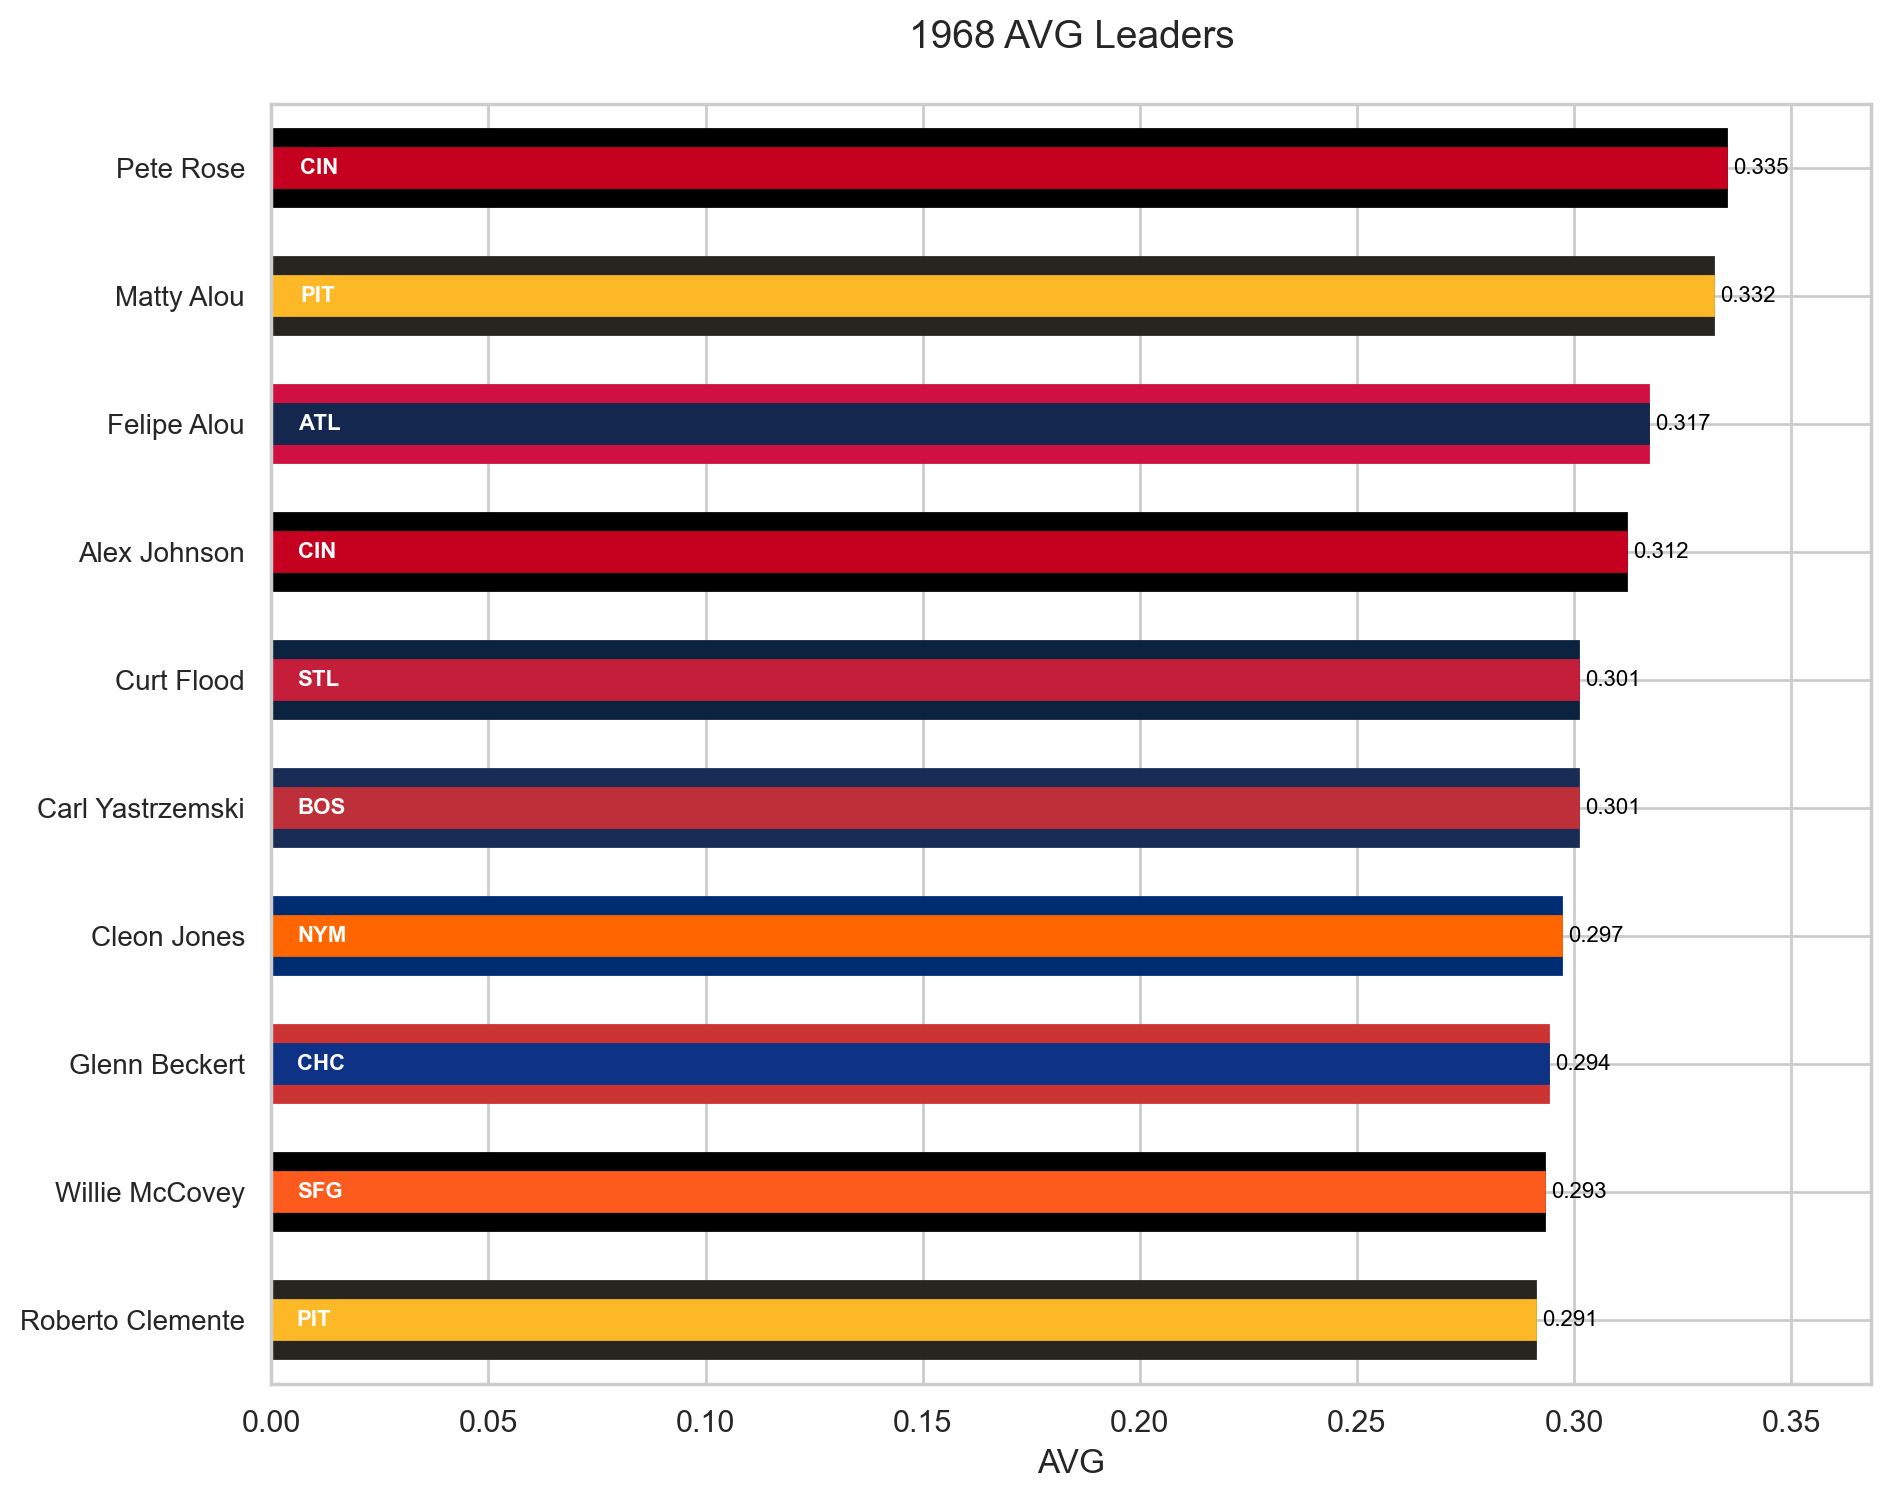 1968 AVG Leaders
Pete Rose CIN 0.335
Matty Alou PIT 0.332
Felipe Alou ATL 0.317
Alex Johnson CIN 0.312
Curt Flood STL 0.301
Carl Yastrzemski BOS 0.301
Cleon Jones NYM 0.297
Glenn Beckert CHC 0.294
Willie McCovey SFG 0.293
Roberto Clemente PIT 0.291
0.00 0.05 0.10 0.15 0.20 0.25 0.30 0.35
AVG